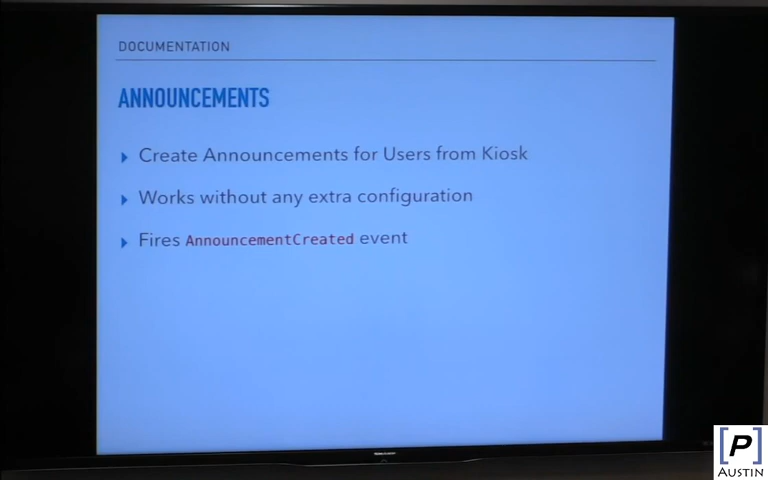 DOCUMENTATION
ANNOUNCEMENTS
Create Announcements for Users from Kiosk
Works without any extra configuration
Fires AnnouncementCreated event
[P]
AUSTIN